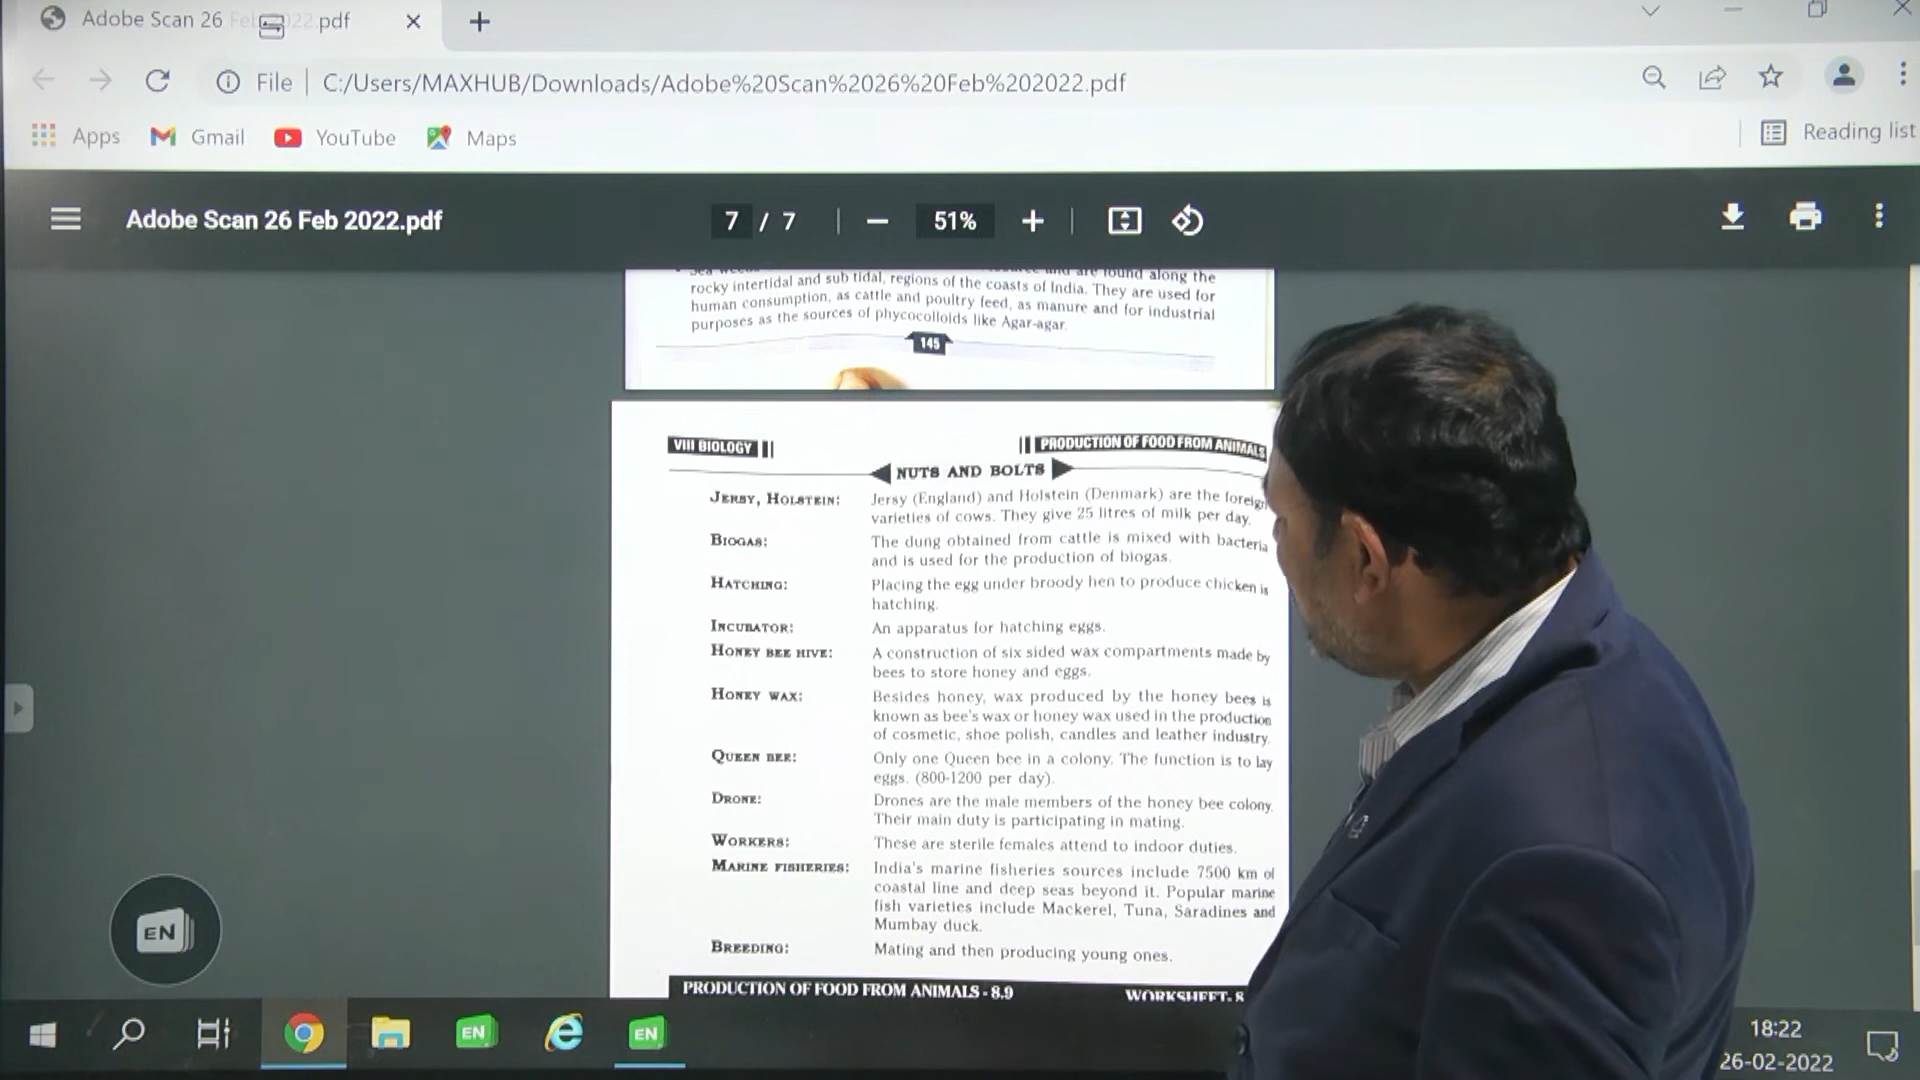 Adobe Scan 26 Feb 2022.pdf
File | C:/Users/MAXHUB/Downloads/Adobe%20Scan%2026%20Feb%202022.pdf
Apps Gmail YouTube Maps
Reading list
Adobe Scan 26 Feb 2022.pdf 7 / 7 51%
and are found along the
rocky intertidal and sub tidal, regions of the coasts of India. They are used for
human consumption, as cattle and poultry feed, as manure and for industrial
purposes as the sources of phycocolloids like Agar-agar.
145
VIII BIOLOGY PRODUCTION OF FOOD FROM ANIMALS
NUTS AND BOLTS
JERSY, HOLSTEIN: Jersy (England) and Holstein (Denmark) are the foreign
varieties of cows. They give 25 litres of milk per day.
BIOGAS: The dung obtained from cattle is mixed with bacteria
and is used for the production of biogas.
HATCHING: Placing the egg under broody hen to produce chicken is
hatching.
INCUBATOR: An apparatus for hatching eggs.
HONEY BEE HIVE: A construction of six sided wax compartments made by
bees to store honey and eggs.
HONEY WAX: Besides honey, wax produced by the honey bees is
known as bee's wax or honey wax used in the production
of cosmetic, shoe polish, candles and leather industry.
QUEEN BEE: Only one Queen bee in a colony. The function is to lay
eggs. (800-1200 per day).
DRONE: Drones are the male members of the honey bee colony.
Their main duty is participating in mating.
WORKERS: These are sterile females attend to indoor duties.
MARINE FISHERIES: India's marine fisheries sources include 7500 km of
coastal line and deep seas beyond it. Popular marine
fish varieties include Mackerel, Tuna, Saradines and
Mumbay duck.
BREEDING: Mating and then producing young ones.
PRODUCTION OF FOOD FROM ANIMALS - 8.9 WORKSHEET- 8
EN
EN
EN
18:22
26-02-2022